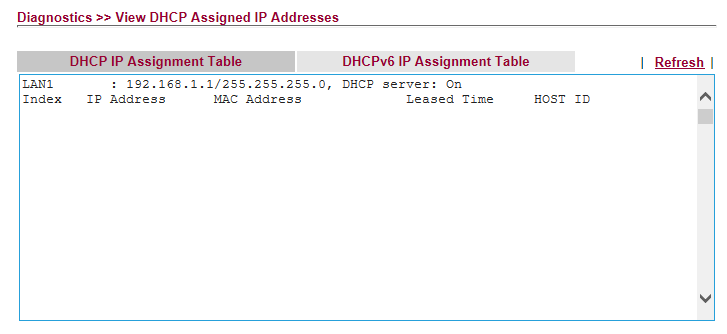 Diagnostics >> View DHCP Assigned IP Addresses
DHCP IP Assignment Table DHCPv6 IP Assignment Table | Refresh |
LAN1 : 192.168.1.1/255.255.255.0, DHCP server: On
Index IP Address MAC Address Leased Time HOST ID